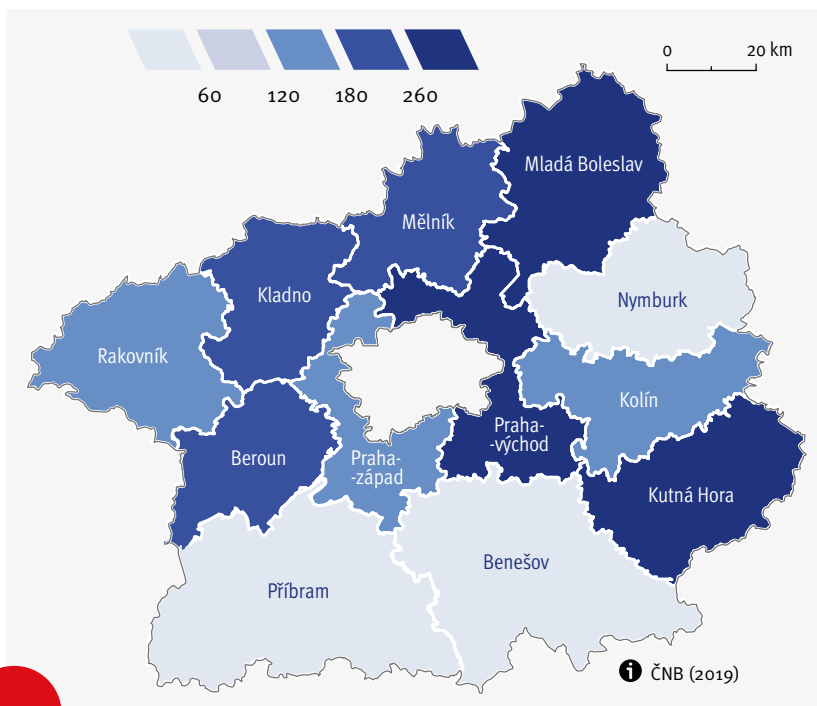 0 20 km
60 120 180 260
Mladá Boleslav
Mělník
Kladno
Nymburk
Rakovník
Kolín
Praha-
-východ
Beroun
Praha-
-západ
Kutná Hora
Benešov
Příbram
i ČNB (2019)